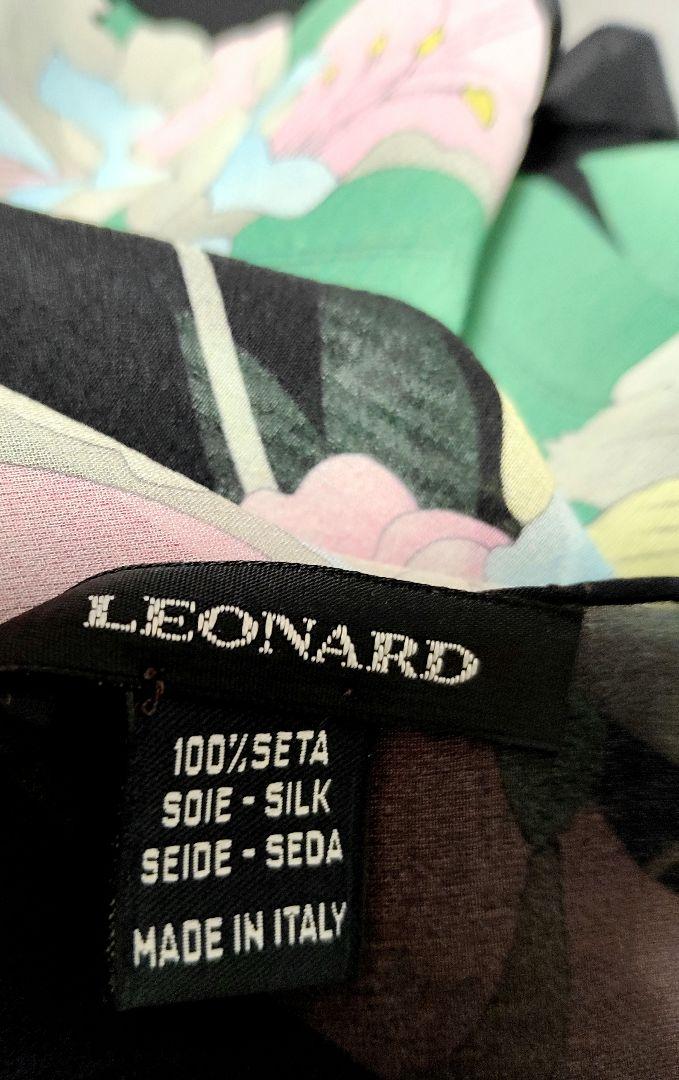 LEONARD
100% SETA
SOIE - SILK
SEIDE - SEDA
MADE IN ITALY